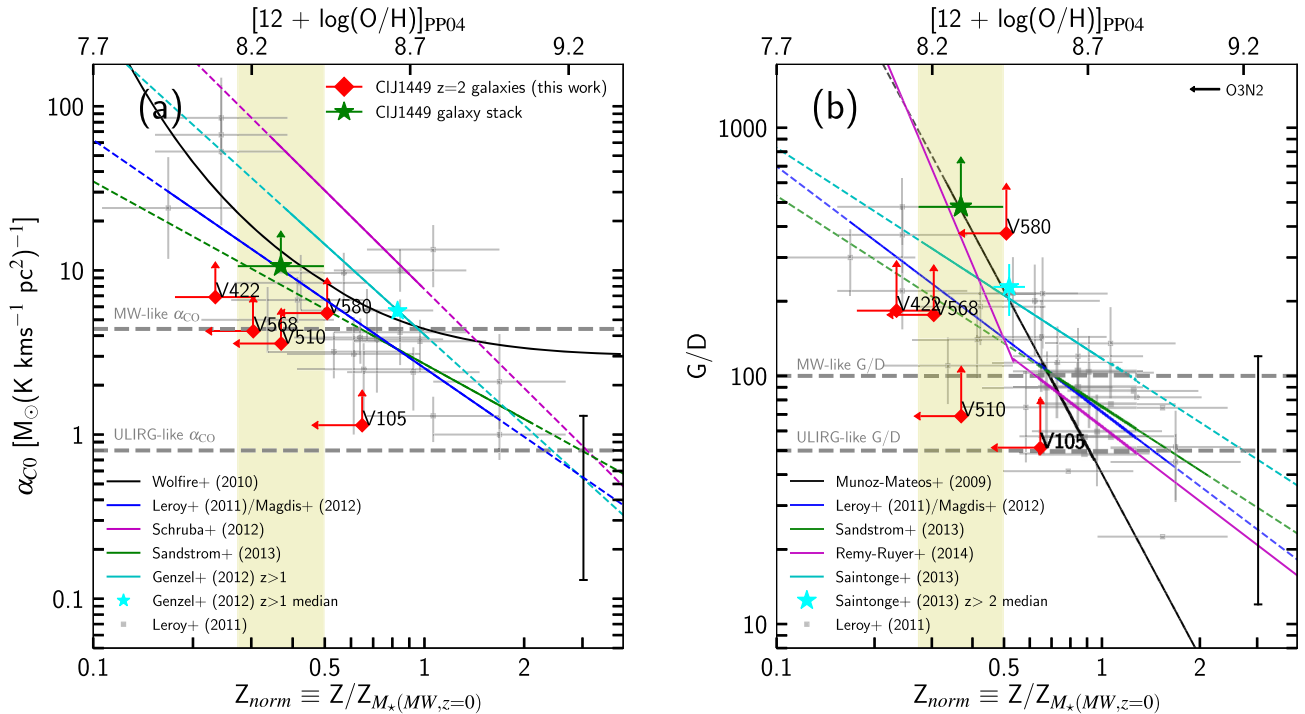 [12 + log(O/H)]PP04
7.7 8.2 8.7 9.2
(a)
ClJ1449 z=2 galaxies (this work)
ClJ1449 galaxy stack
100
10
1
0.1
αC0 [M⊙(K kms−1 pc2)−1]
V422
V580
V568
V510
V105
MW-like αCO
ULIRG-like αCO
Wolfire+ (2010)
Leroy+ (2011)/Magdis+ (2012)
Schruba+ (2012)
Sandstrom+ (2013)
Genzel+ (2012) z>1
Genzel+ (2012) z>1 median
Leroy+ (2011)
0.1 0.5 1 2
Znorm ≡ Z/ZM⋆(MW,z=0)
[12 + log(O/H)]PP04
7.7 8.2 8.7 9.2
(b)
O3N2
1000
100
10
G/D
V580
V422
V568
V510
V105
MW-like G/D
ULIRG-like G/D
Munoz-Mateos+ (2009)
Leroy+ (2011)/Magdis+ (2012)
Sandstrom+ (2013)
Remy-Ruyer+ (2014)
Saintonge+ (2013)
Saintonge+ (2013) z> 2 median
Leroy+ (2011)
0.1 0.5 1 2
Znorm ≡ Z/ZM⋆(MW,z=0)